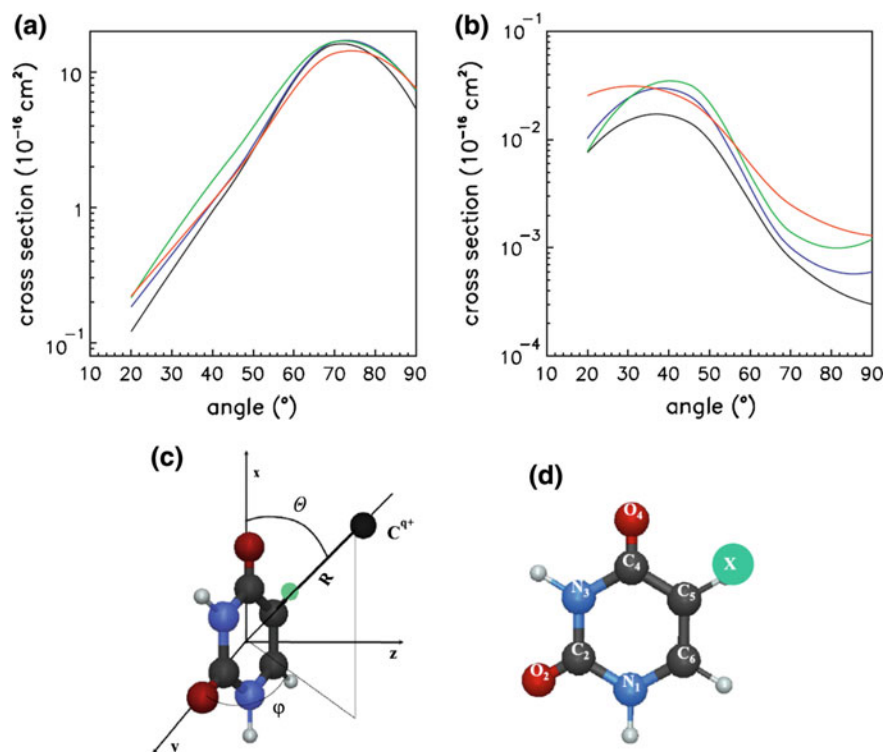 (a)
10
1
10⁻¹
cross section (10⁻¹⁶ cm²)
10 20 30 40 50 60 70 80 90
angle (°)
(b)
10⁻¹
10⁻²
10⁻³
10⁻⁴
cross section (10⁻¹⁶ cm²)
10 20 30 40 50 60 70 80 90
angle (°)
(c)
x
Θ
C^q+
R
z
φ
y
(d)
O₄
X
C₄
N₃
C₅
C₂
C₆
O₂
N₁